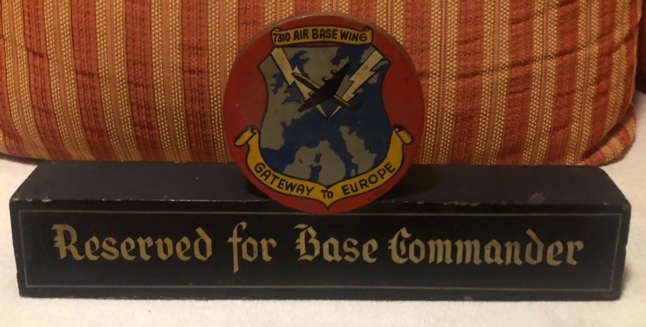 7310 AIR BASE WING
GATEWAY TO EUROPE
Reserved for Base Commander